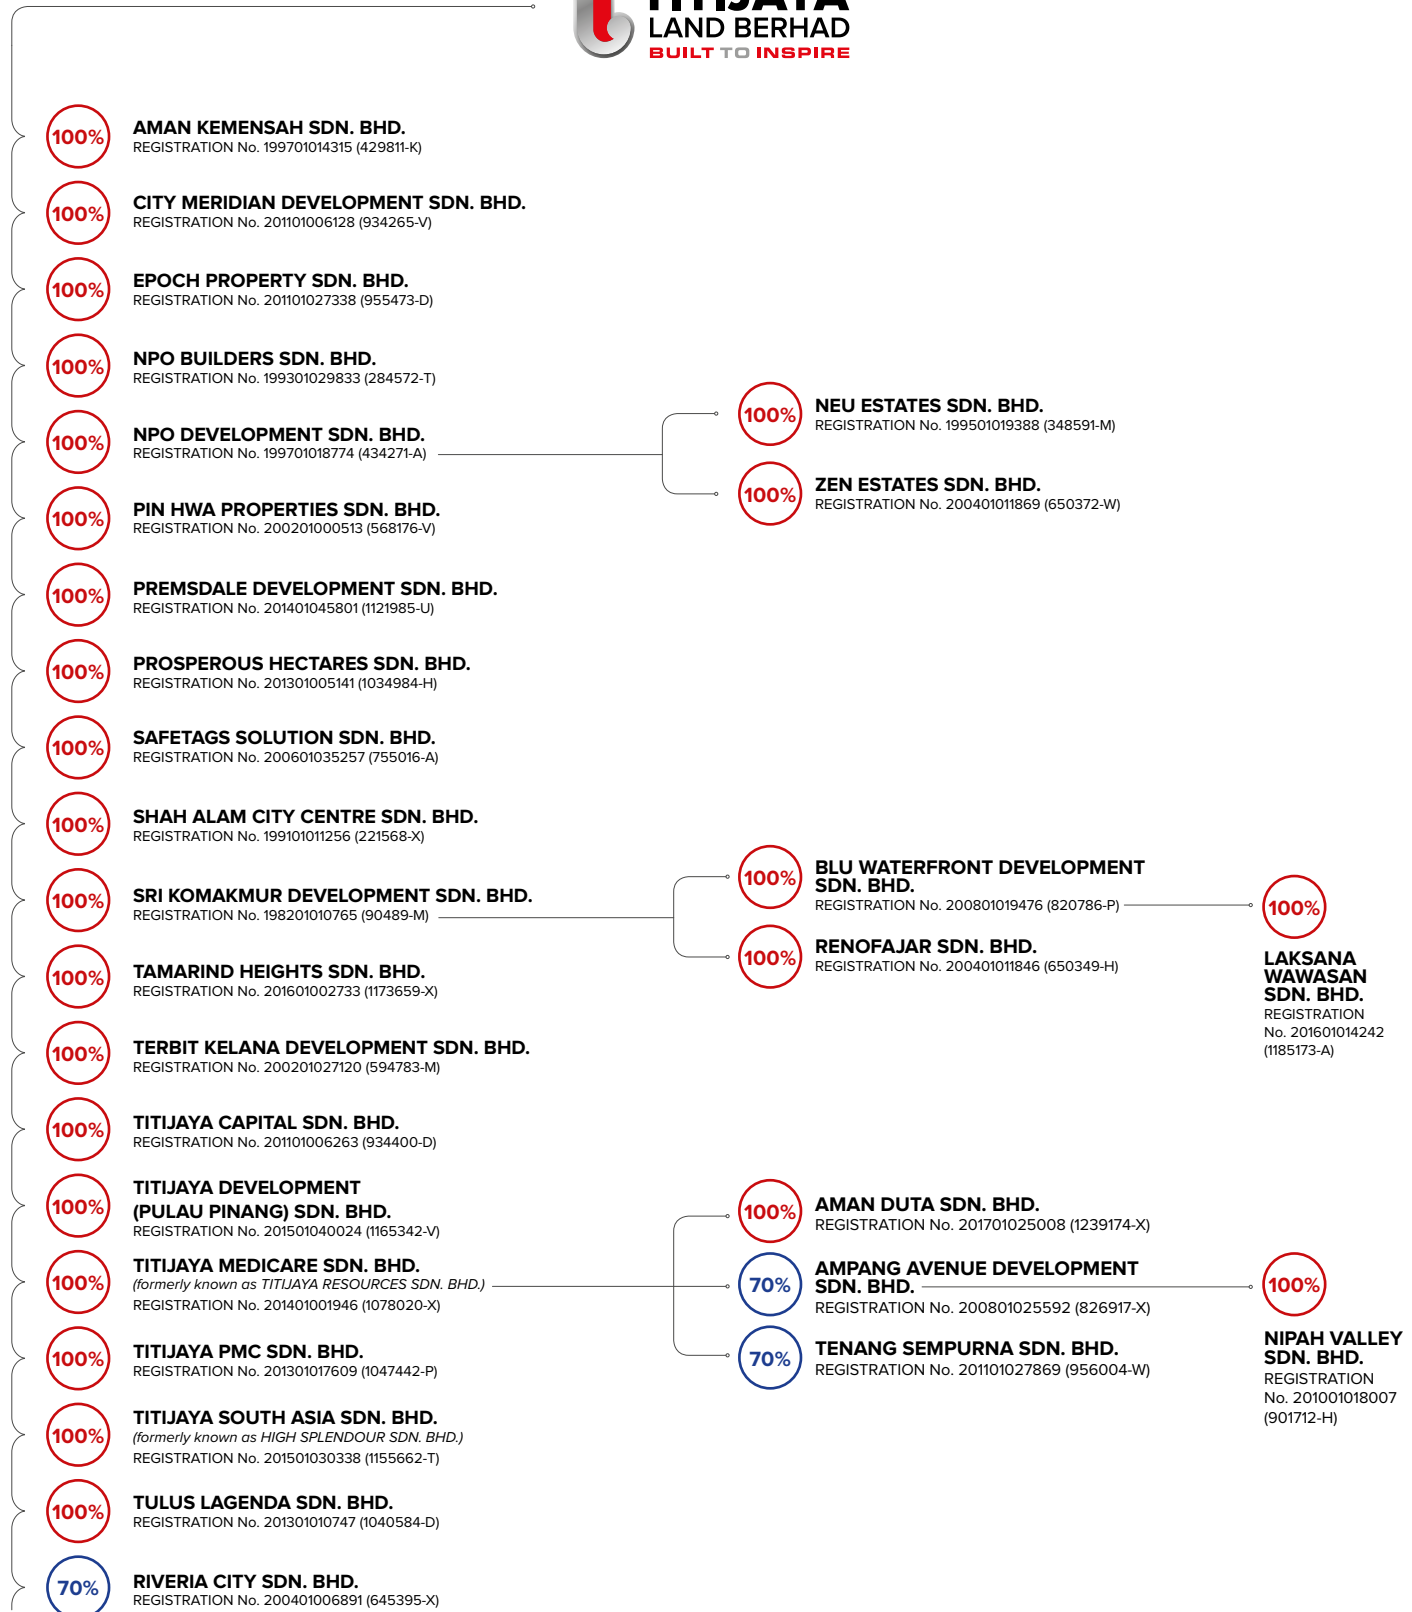 TITIJAYA
LAND BERHAD
BUILT TO INSPIRE
100%
AMAN KEMENSAH SDN. BHD.
REGISTRATION No. 199701014315 (429811-K)
100%
CITY MERIDIAN DEVELOPMENT SDN. BHD.
REGISTRATION No. 201101006128 (934265-V)
100%
EPOCH PROPERTY SDN. BHD.
REGISTRATION No. 201101027338 (955473-D)
100%
NPO BUILDERS SDN. BHD.
REGISTRATION No. 199301029833 (284572-T)
100%
NPO DEVELOPMENT SDN. BHD.
REGISTRATION No. 199701018774 (434271-A)
100%
NEU ESTATES SDN. BHD.
REGISTRATION No. 199501019388 (348591-M)
100%
ZEN ESTATES SDN. BHD.
REGISTRATION No. 200401011869 (650372-W)
100%
PIN HWA PROPERTIES SDN. BHD.
REGISTRATION No. 200201000513 (568176-V)
100%
PREMSDALE DEVELOPMENT SDN. BHD.
REGISTRATION No. 201401045801 (1121985-U)
100%
PROSPEROUS HECTARES SDN. BHD.
REGISTRATION No. 201301005141 (1034984-H)
100%
SAFETAGS SOLUTION SDN. BHD.
REGISTRATION No. 200601035257 (755016-A)
100%
SHAH ALAM CITY CENTRE SDN. BHD.
REGISTRATION No. 199101011256 (221568-X)
100%
SRI KOMAKMUR DEVELOPMENT SDN. BHD.
REGISTRATION No. 198201010765 (90489-M)
100%
BLU WATERFRONT DEVELOPMENT
SDN. BHD.
REGISTRATION No. 200801019476 (820786-P)
100%
LAKSANA
WAWASAN
SDN. BHD.
REGISTRATION
No. 201601014242
(1185173-A)
100%
RENOFAJAR SDN. BHD.
REGISTRATION No. 200401011846 (650349-H)
100%
TAMARIND HEIGHTS SDN. BHD.
REGISTRATION No. 201601002733 (1173659-X)
100%
TERBIT KELANA DEVELOPMENT SDN. BHD.
REGISTRATION No. 200201027120 (594783-M)
100%
TITIJAYA CAPITAL SDN. BHD.
REGISTRATION No. 201101006263 (934400-D)
100%
TITIJAYA DEVELOPMENT
(PULAU PINANG) SDN. BHD.
REGISTRATION No. 201501040024 (1165342-V)
100%
TITIJAYA MEDICARE SDN. BHD.
(formerly known as TITIJAYA RESOURCES SDN. BHD.)
REGISTRATION No. 201401001946 (1078020-X)
100%
AMAN DUTA SDN. BHD.
REGISTRATION No. 201701025008 (1239174-X)
70%
AMPANG AVENUE DEVELOPMENT
SDN. BHD.
REGISTRATION No. 200801025592 (826917-X)
100%
NIPAH VALLEY
SDN. BHD.
REGISTRATION
No. 201001018007
(901712-H)
70%
TENANG SEMPURNA SDN. BHD.
REGISTRATION No. 201101027869 (956004-W)
100%
TITIJAYA PMC SDN. BHD.
REGISTRATION No. 201301017609 (1047442-P)
100%
TITIJAYA SOUTH ASIA SDN. BHD.
(formerly known as HIGH SPLENDOUR SDN. BHD.)
REGISTRATION No. 201501030338 (1155662-T)
100%
TULUS LAGENDA SDN. BHD.
REGISTRATION No. 201301010747 (1040584-D)
70%
RIVERIA CITY SDN. BHD.
REGISTRATION No. 200401006891 (645395-X)